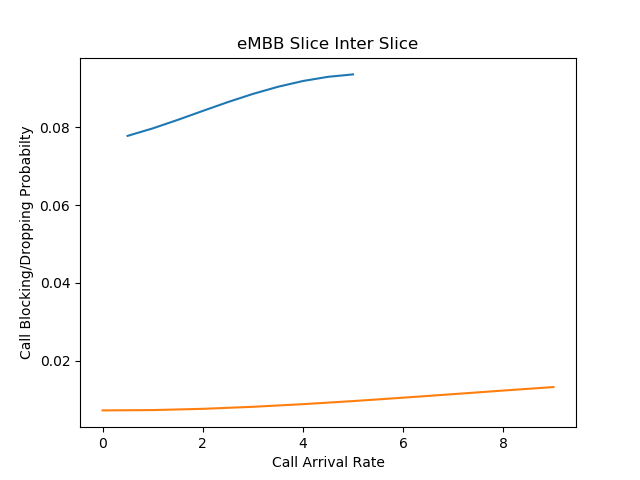 eMBB Slice Inter Slice
Call Blocking/Dropping Probabilty
0.08
0.06
0.04
0.02
0 2 4 6 8
Call Arrival Rate